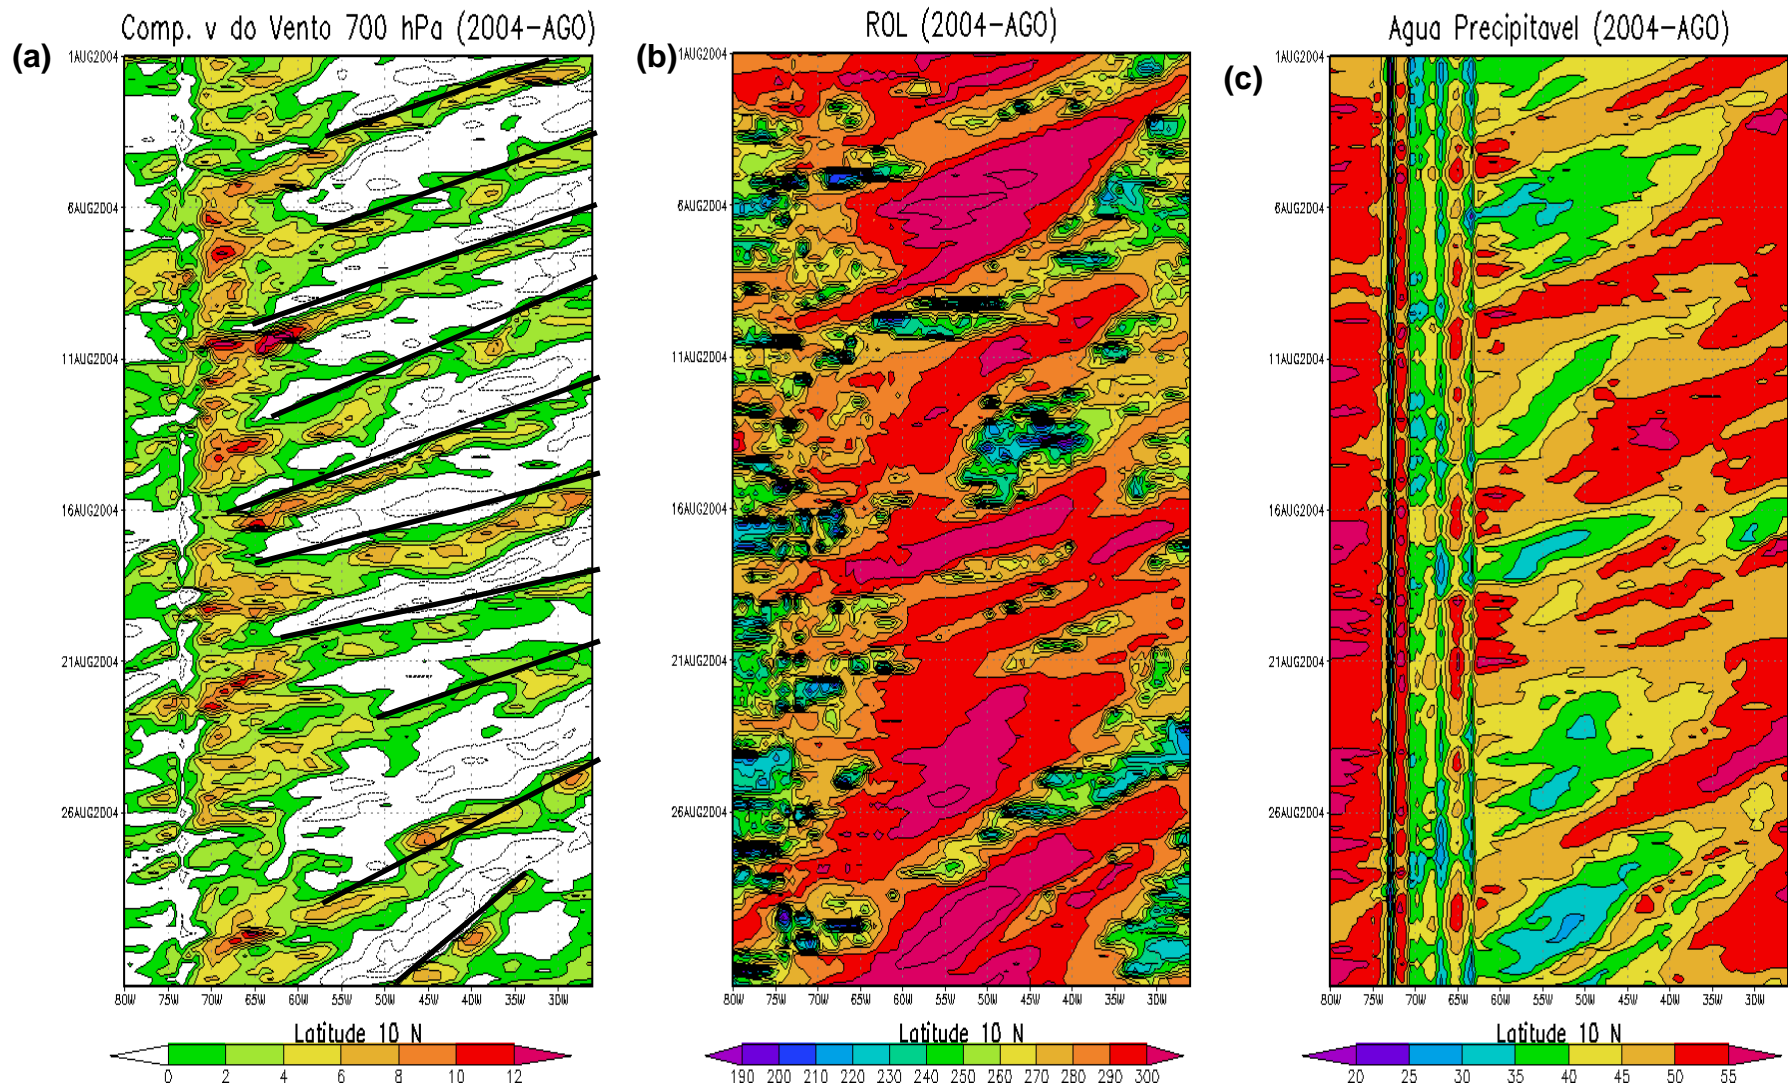 (a)
Comp. v do Vento 700 hPa (2004-AGO)
1AUG2004
6AUG2004
11AUG2004
16AUG2004
21AUG2004
26AUG2004
80W 75W 70W 65W 60W 55W 50W 45W 40W 35W 30W
Latitude 10 N
0 2 4 6 8 10 12
(b)
ROL (2004-AGO)
1AUG2004
6AUG2004
11AUG2004
16AUG2004
21AUG2004
26AUG2004
80W 75W 70W 65W 60W 55W 50W 45W 40W 35W 30W
Latitude 10 N
190 200 210 220 230 240 250 260 270 280 290 300
(c)
Agua Precipitavel (2004-AGO)
1AUG2004
6AUG2004
11AUG2004
16AUG2004
21AUG2004
26AUG2004
80W 75W 70W 65W 60W 55W 50W 45W 40W 35W 30W
Latitude 10 N
20 25 30 35 40 45 50 55